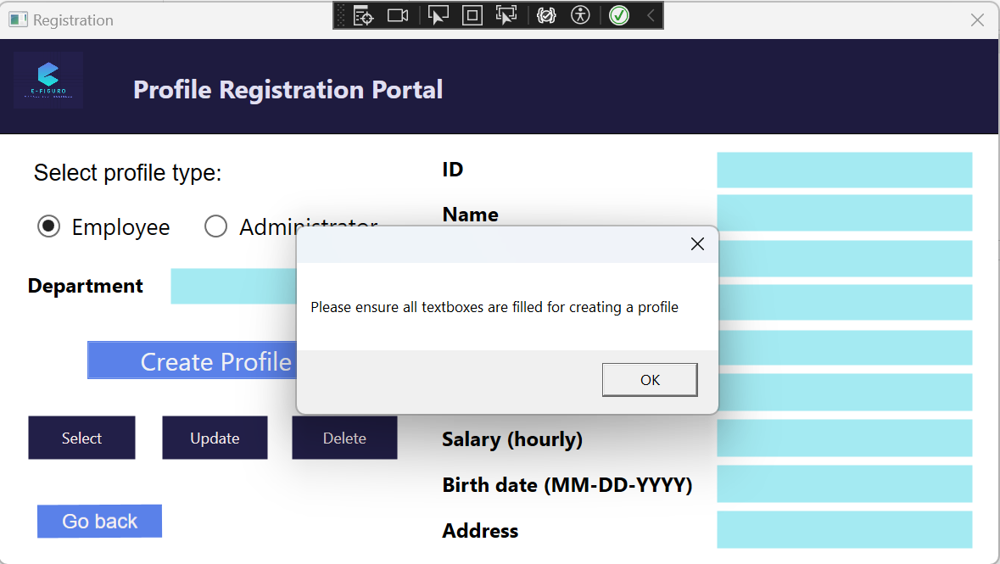 Registration
E-FIGURO
Profile Registration Portal
Select profile type:
Employee
Administrator
Department
Create Profile
Select
Update
Delete
Go back
ID
Name
Salary (hourly)
Birth date (MM-DD-YYYY)
Address
Please ensure all textboxes are filled for creating a profile
OK